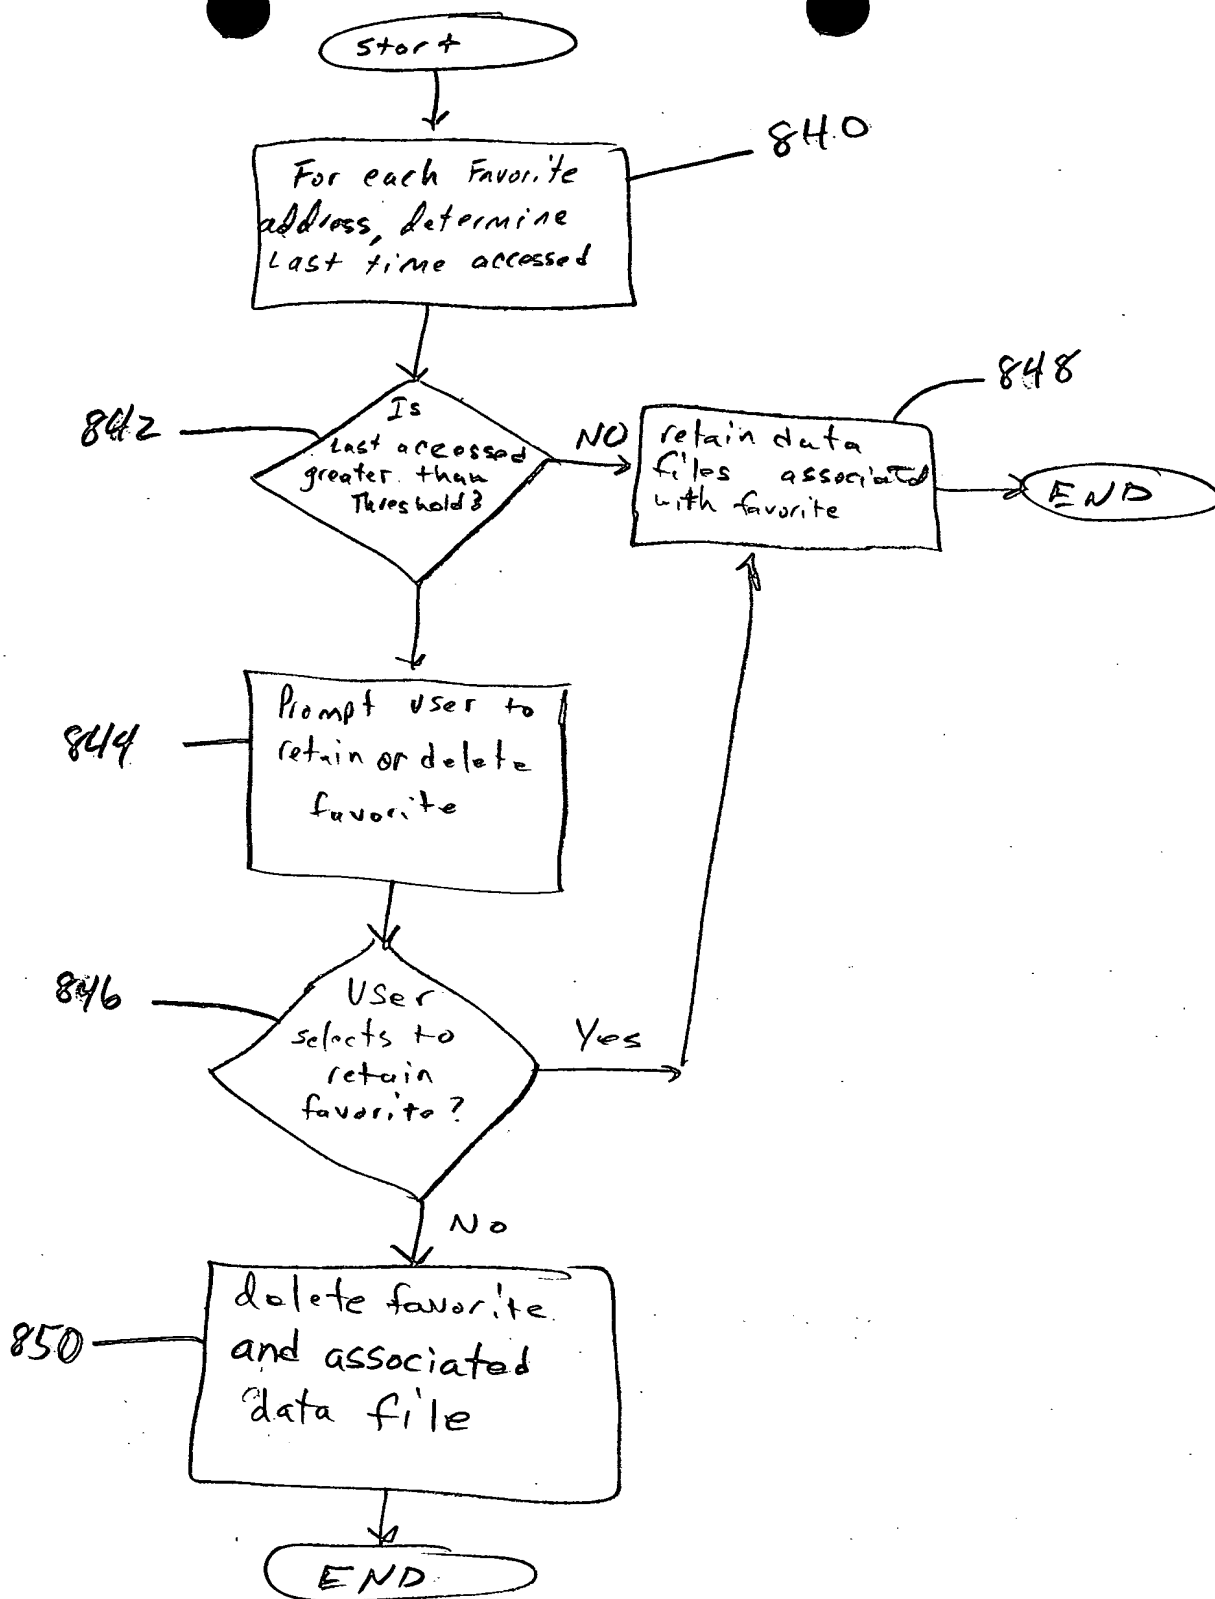 start
840
For each Favorite
address, determine
Last time accessed
848
842
Is
Last accessed
greater than
Threshold?
NO
retain data
files associated
with favorite
END
844
Prompt user to
retain or delete
favorite
846
User
selects to
retain
favorite?
Yes
No
850
delete favorite
and associated
data file
END